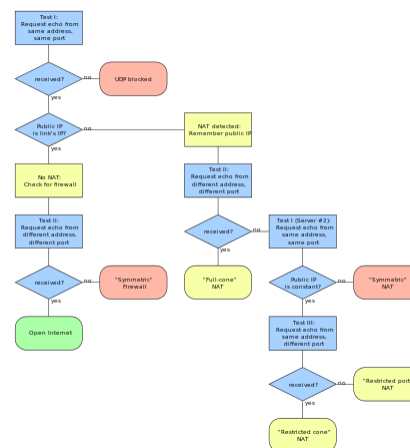 Test I:
Request echo from
same address,
same port
received?
no
UDP blocked
yes
Public IP
is link's IP?
no
NAT detected:
Remember public IP
yes
No NAT:
Check for firewall
Test II:
Request echo from
different address,
different port
Test II:
Request echo from
different address,
different port
received?
no
Test I (Server #2):
Request echo from
same address,
same port
yes
received?
no
"Symmetric"
Firewall
"Full-cone"
NAT
Public IP
is constant?
no
"Symmetric"
NAT
yes
yes
Open Internet
Test III:
Request echo from
same address,
different port
received?
no
"Restricted port
NAT
yes
"Restricted cone"
NAT